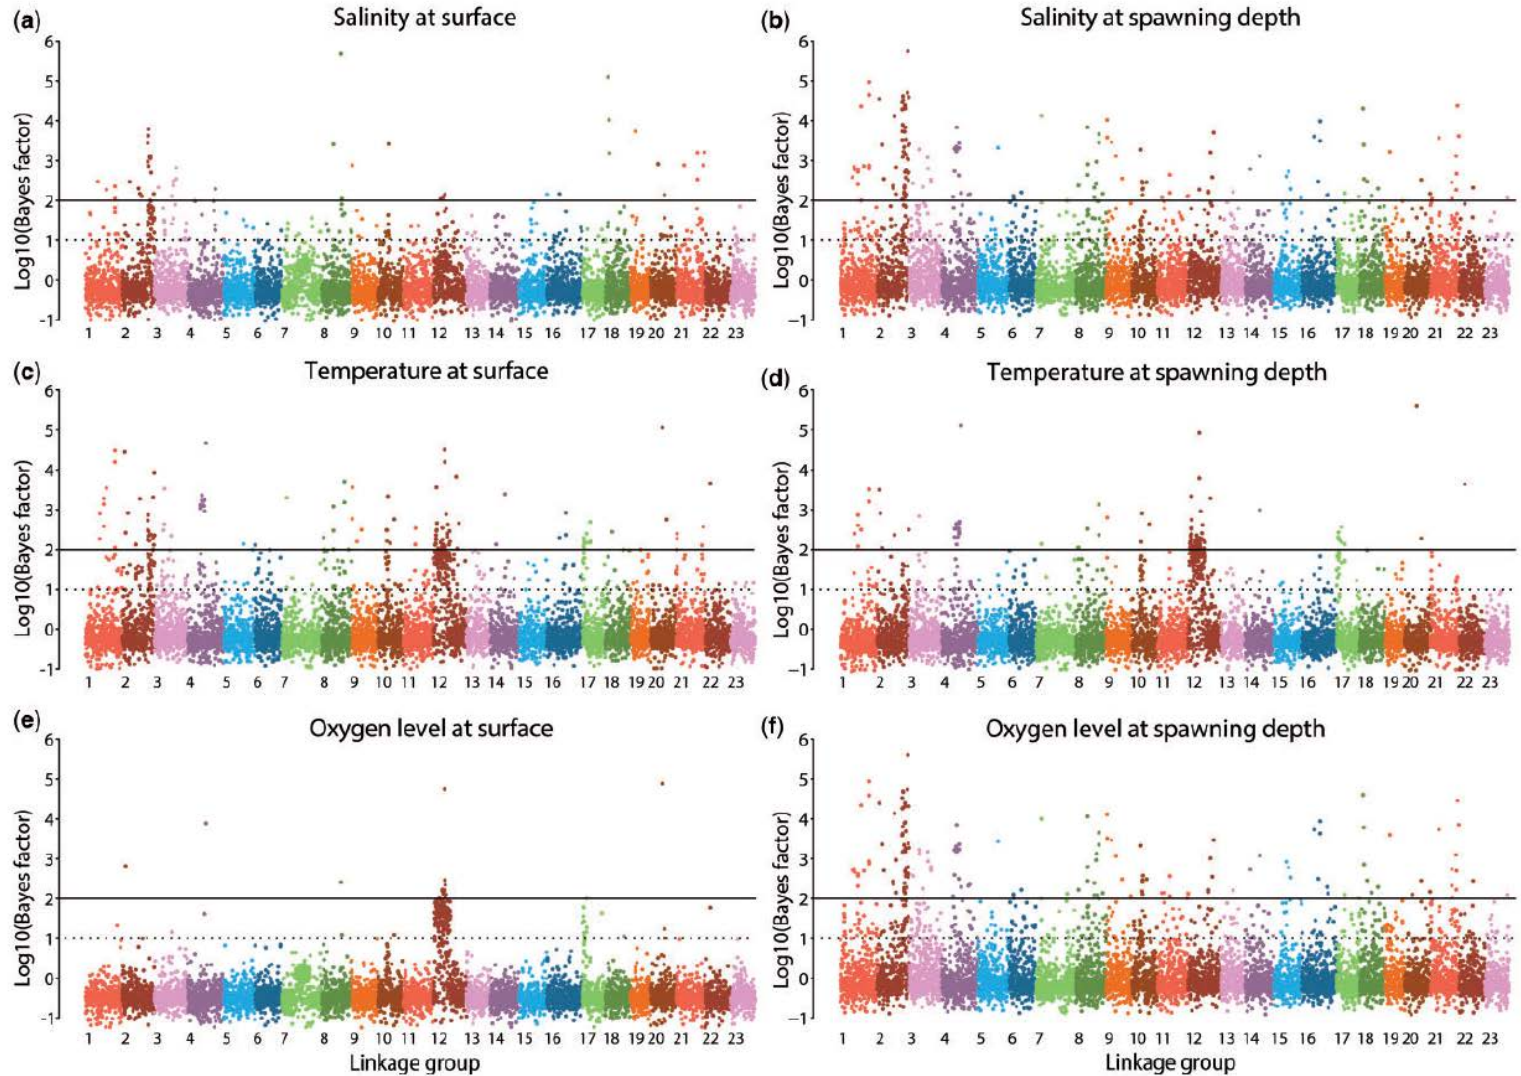 (a) Salinity at surface
Log10(Bayes factor)
6
5
4
3
2
1
0
-1
1 2 3 4 5 6 7 8 9 10 11 12 13 14 15 16 17 18 19 20 21 22 23
(b) Salinity at spawning depth
Log10(Bayes factor)
6
5
4
3
2
1
0
−1
1 2 3 4 5 6 7 8 9 10 11 12 13 14 15 16 17 18 19 20 21 22 23
(c) Temperature at surface
Log10(Bayes factor)
6
5
4
3
2
1
0
-1
1 2 3 4 5 6 7 8 9 10 11 12 13 14 15 16 17 18 19 20 21 22 23
(d) Temperature at spawning depth
Log10(Bayes factor)
6
5
4
3
2
1
0
−1
1 2 3 4 5 6 7 8 9 10 11 12 13 14 15 16 17 18 19 20 21 22 23
(e) Oxygen level at surface
Log10(Bayes factor)
6
5
4
3
2
1
0
-1
1 2 3 4 5 6 7 8 9 10 11 12 13 14 15 16 17 18 19 20 21 22 23
Linkage group
(f) Oxygen level at spawning depth
Log10(Bayes factor)
6
5
4
3
2
1
0
−1
1 2 3 4 5 6 7 8 9 10 11 12 13 14 15 16 17 18 19 20 21 22 23
Linkage group